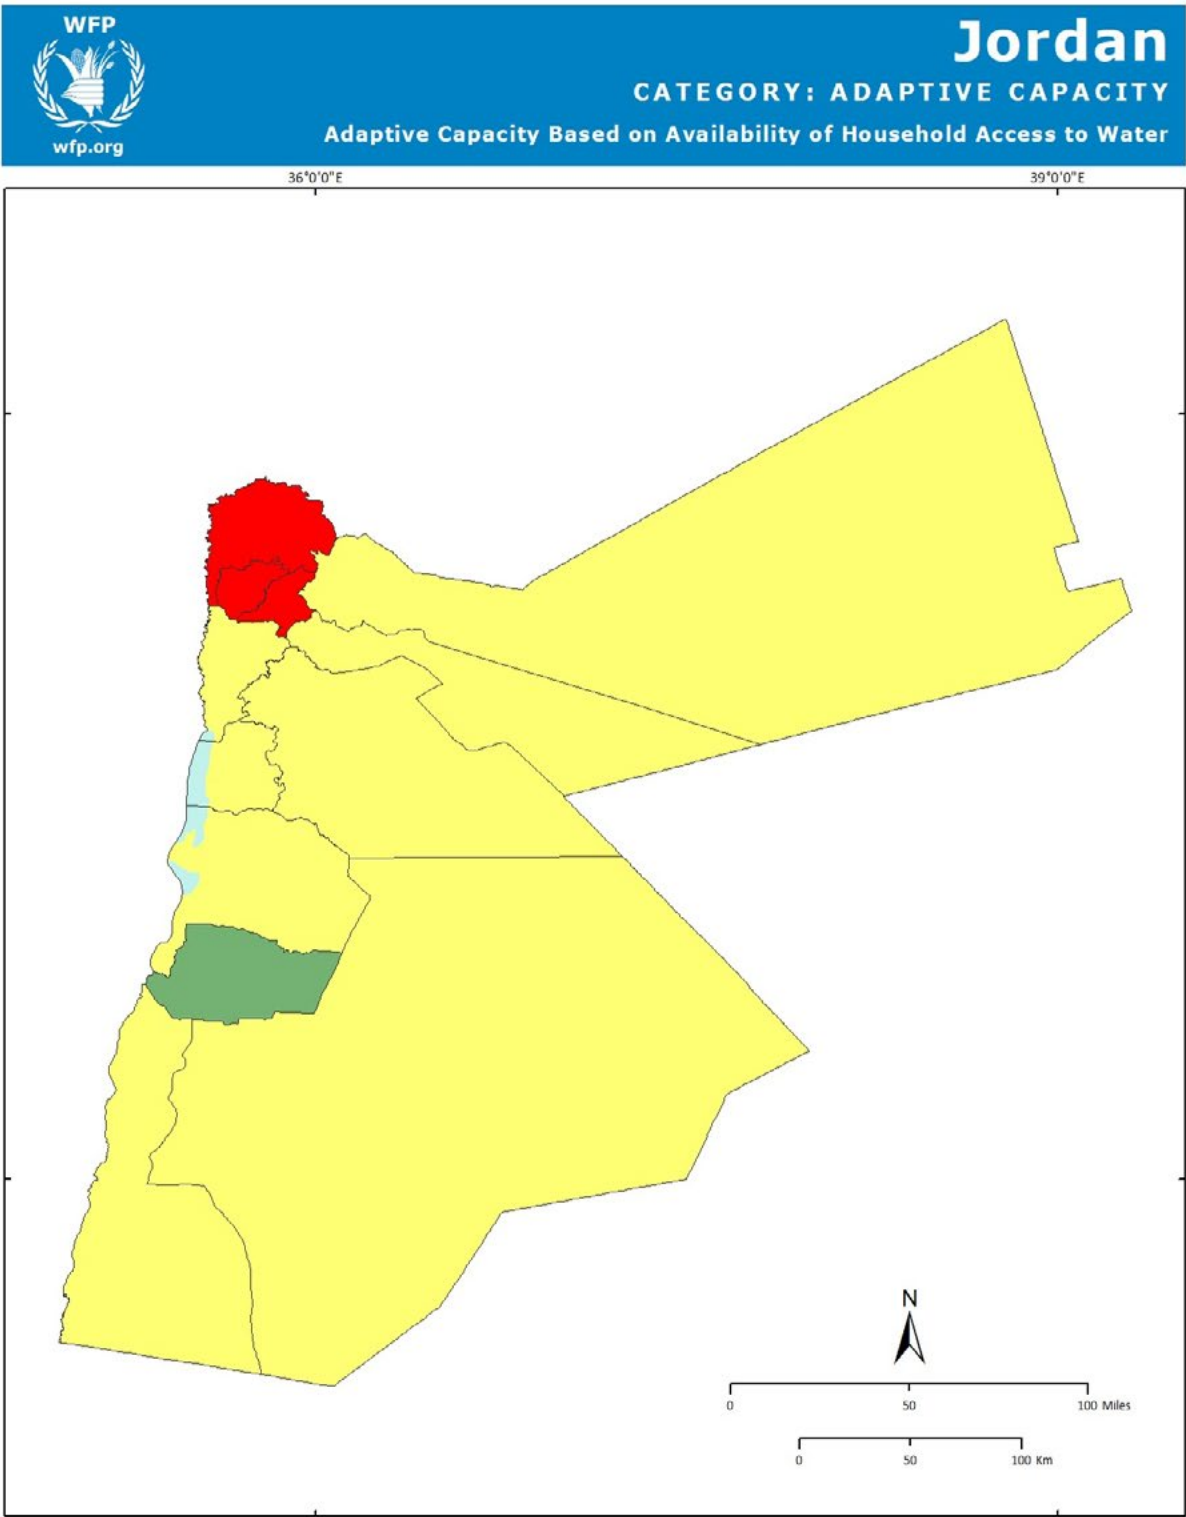 WFP
wfp.org
Jordan
CATEGORY: ADAPTIVE CAPACITY
Adaptive Capacity Based on Availability of Household Access to Water
36°0'0"E
39°0'0"E
N
0 50 100 Miles
0 50 100 Km